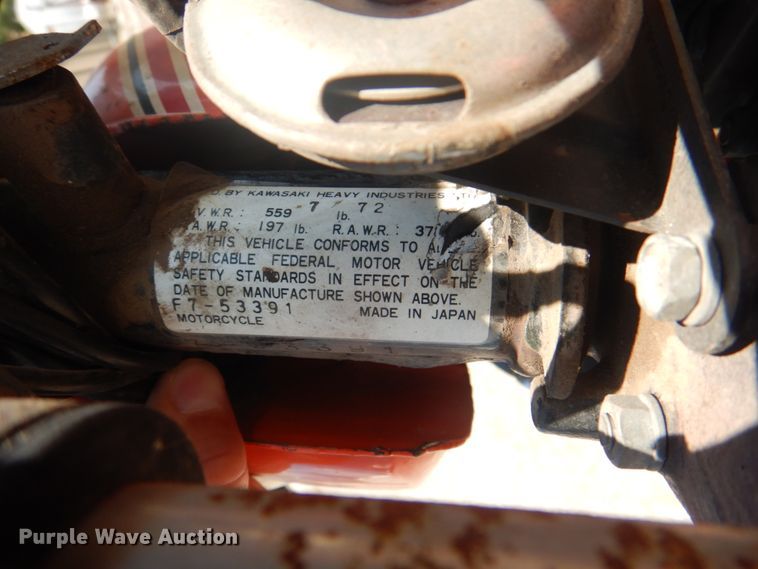 BY KAWASAKI HEAVY INDUSTRIES
7 72
V.W.R: 559 lb.
A.W.R: 197 lb. R.A.W.R: 37
THIS VEHICLE CONFORMS TO
APPLICABLE FEDERAL MOTOR VEHICLE
SAFETY STANDARDS IN EFFECT ON THE
DATE OF MANUFACTURE SHOWN ABOVE.
F7-53391 MADE IN JAPAN
MOTORCYCLE
Purple Wave Auction